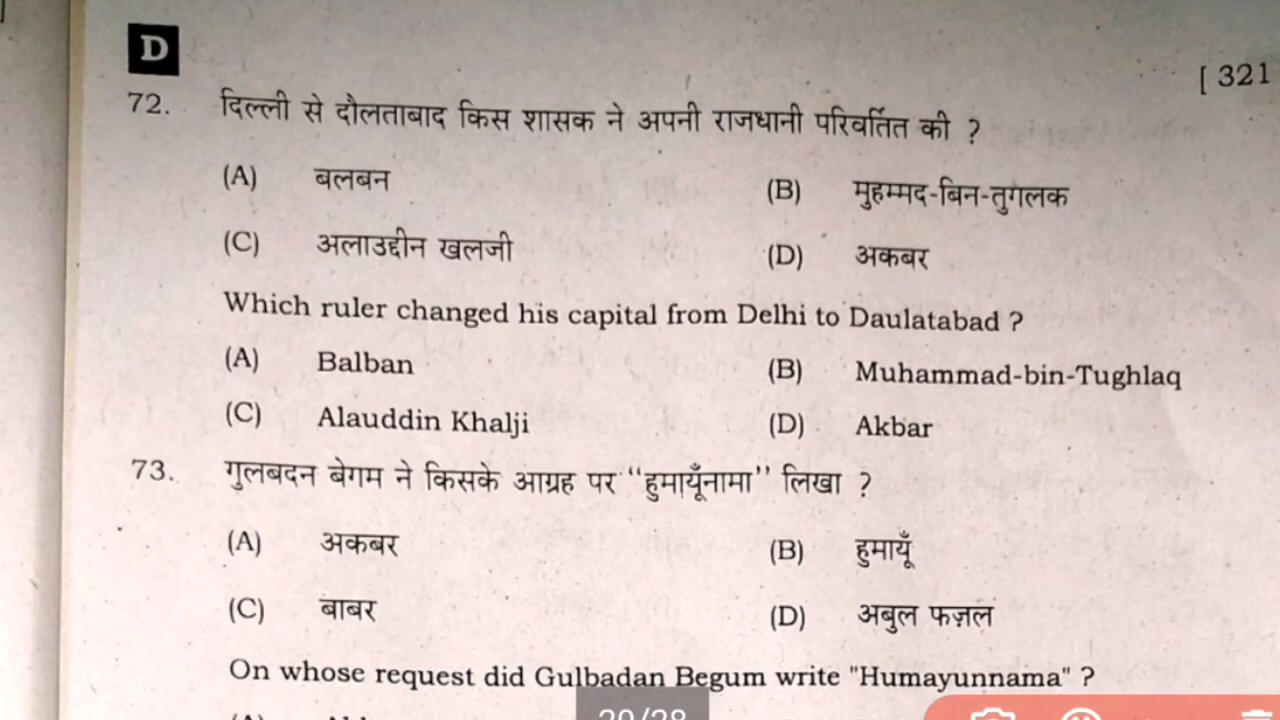 D
[ 321
72. दिल्ली से दौलताबाद किस शासक ने अपनी राजधानी परिवर्तित की ?
(A) बलबन (B) मुहम्मद-बिन-तुगलक
(C) अलाउद्दीन खलजी (D) अकबर
Which ruler changed his capital from Delhi to Daulatabad ?
(A) Balban (B) Muhammad-bin-Tughlaq
(C) Alauddin Khalji (D) Akbar
73. गुलबदन बेगम ने किसके आग्रह पर ‘‘हुमायूँनामा’’ लिखा ?
(A) अकबर (B) हुमायूँ
(C) बाबर (D) अबुल फज़ल
On whose request did Gulbadan Begum write "Humayunnama" ?